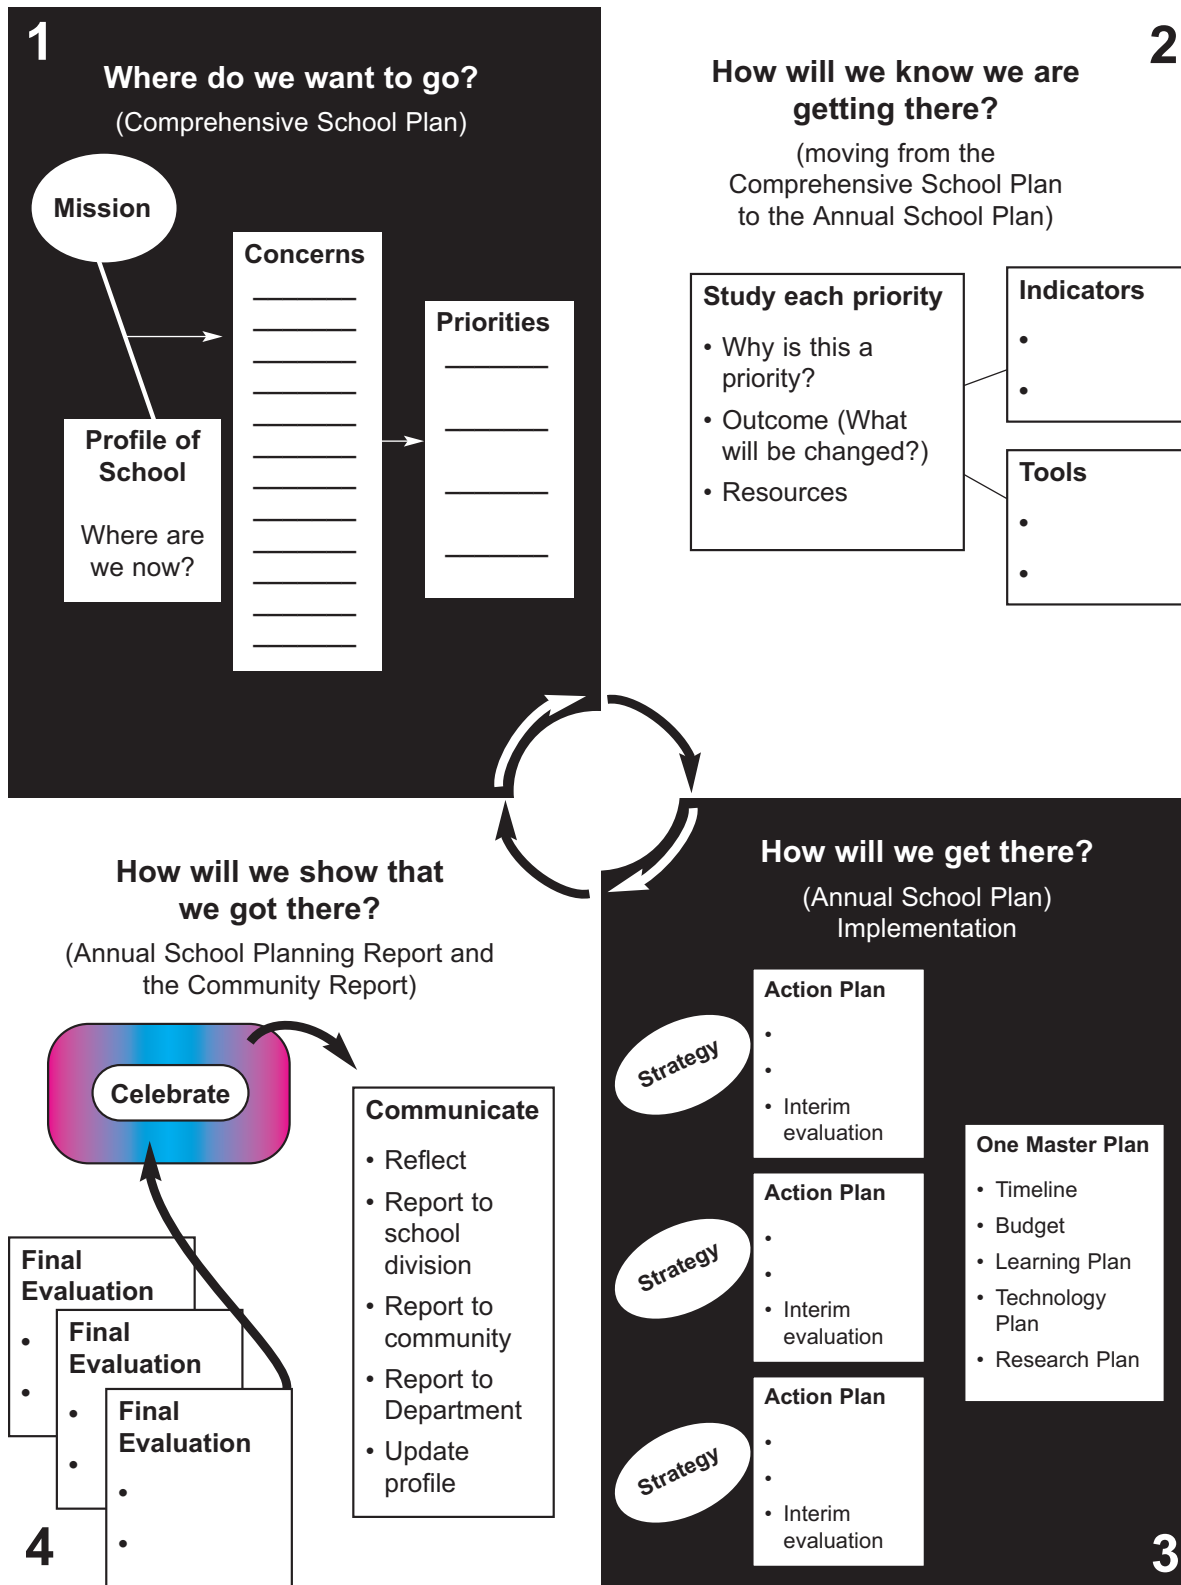 1
Where do we want to go?
(Comprehensive School Plan)
Mission
Concerns
Priorities
Profile of
School
Where are
we now?
2
How will we know we are
getting there?
(moving from the
Comprehensive School Plan
to the Annual School Plan)
Study each priority
• Why is this a
priority?
• Outcome (What
will be changed?)
• Resources
Indicators
•
•
Tools
•
•
How will we get there?
(Annual School Plan)
Implementation
Strategy
Action Plan
•
•
• Interim
evaluation
Strategy
Action Plan
•
•
• Interim
evaluation
Strategy
Action Plan
•
•
• Interim
evaluation
One Master Plan
• Timeline
• Budget
• Learning Plan
• Technology
Plan
• Research Plan
3
How will we show that
we got there?
(Annual School Planning Report and
the Community Report)
Celebrate
Communicate
• Reflect
• Report to
school
division
• Report to
community
• Report to
Department
• Update
profile
Final
Evaluation
•
•
Final
Evaluation
•
•
Final
Evaluation
•
•
4